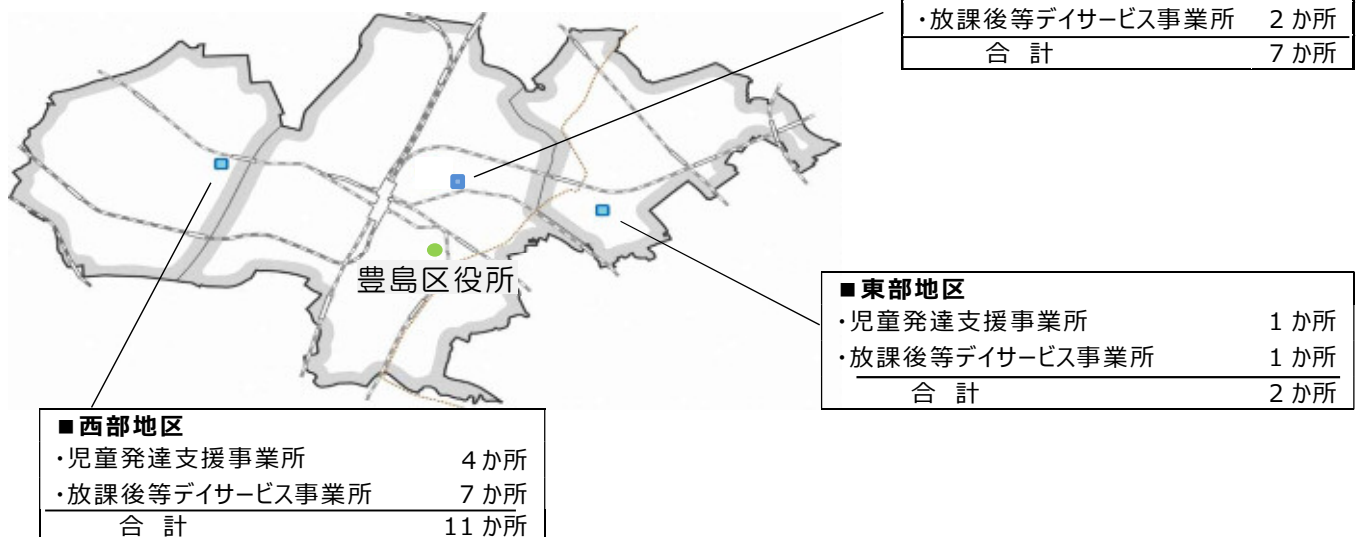 ・放課後等デイサービス事業所 2 か所
合 計 7 か所
豊島区役所
■東部地区
・児童発達支援事業所 1 か所
・放課後等デイサービス事業所 1 か所
合 計 2 か所
■西部地区
・児童発達支援事業所 4 か所
・放課後等デイサービス事業所 7 か所
合 計 11 か所